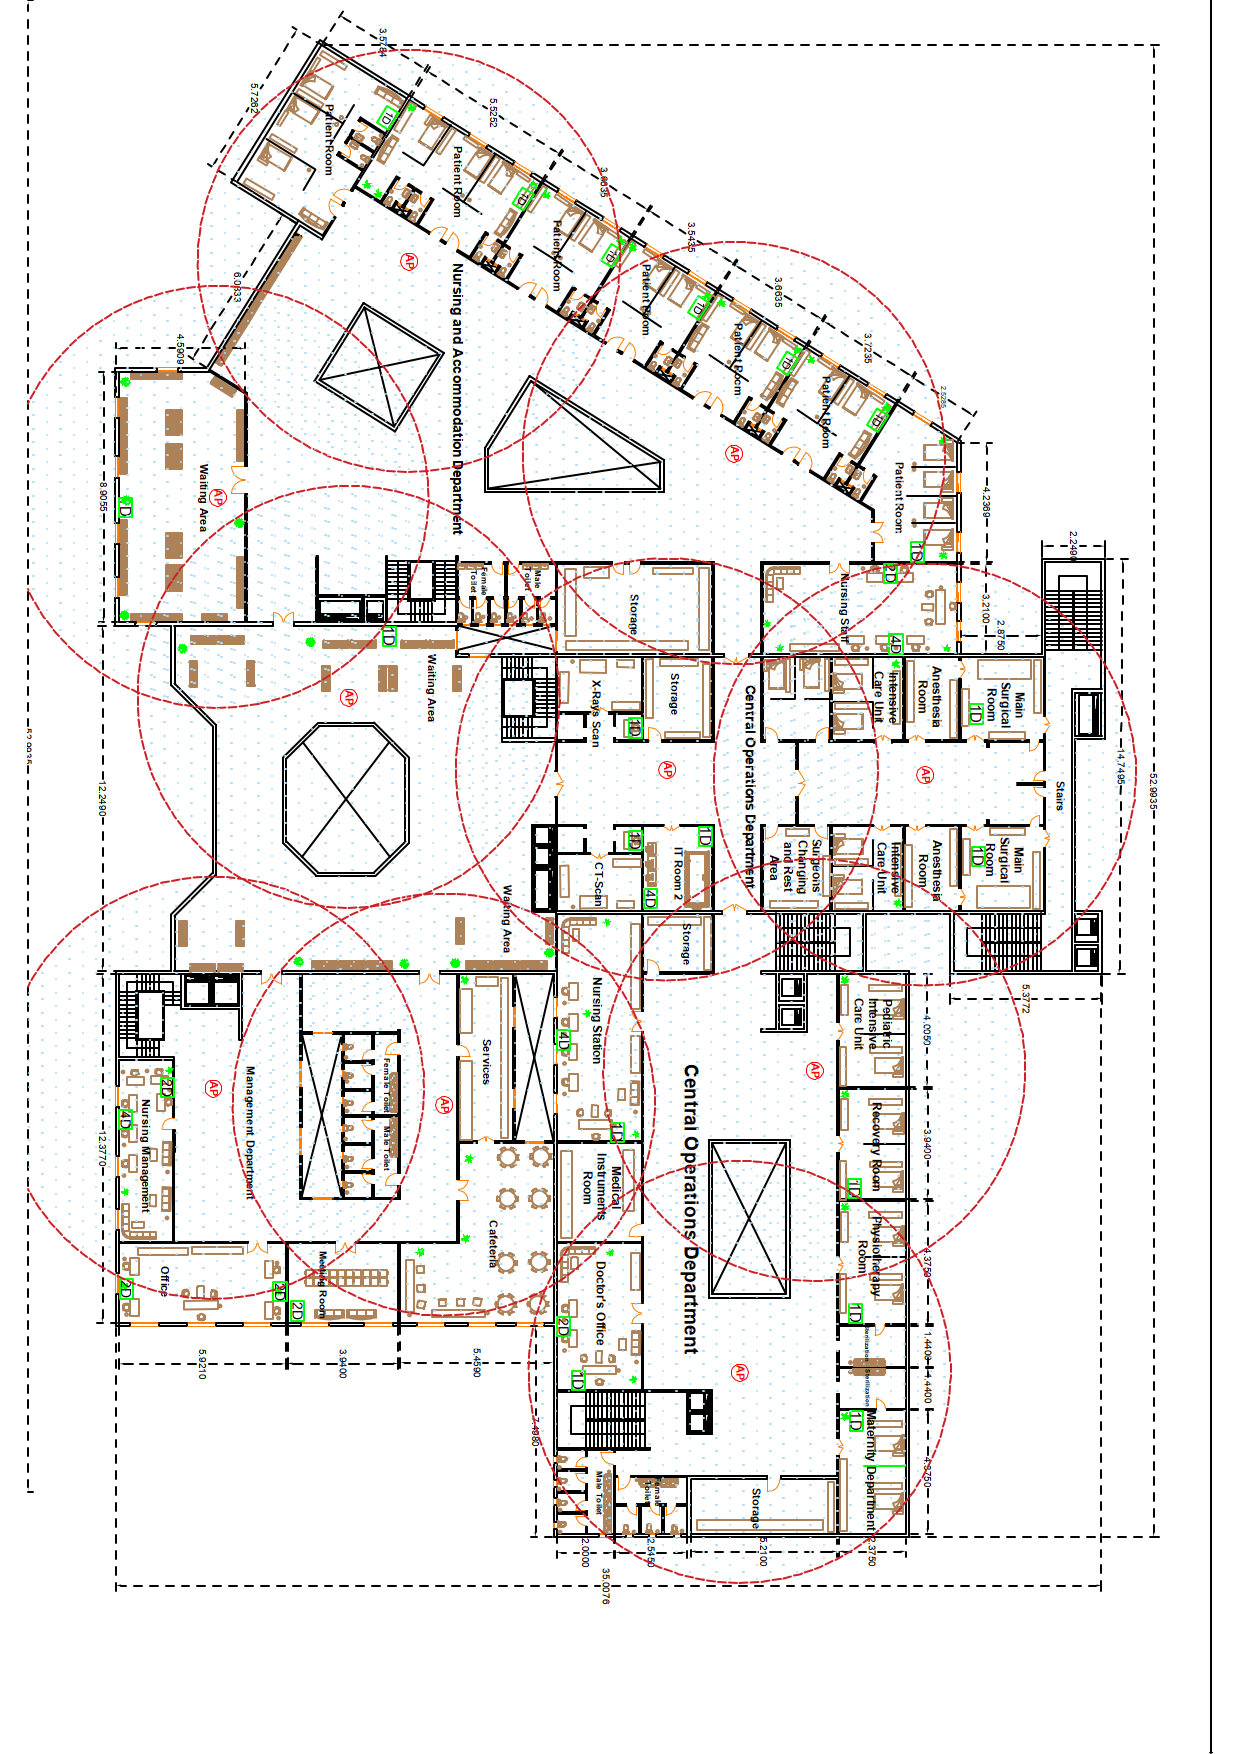 3.5784
5.7262
5.5252
3.6635
3.5435
3.6635
3.7235
2.5285
6.0833
4.5909
8.9055
4.2369
2.2490
3.2100
2.8750
14.7495
52.9935
12.2490
5.3772
4.0050
3.9400
4.3750
1.4400
1.4400
4.3750
12.3770
5.9210
3.9400
5.4590
7.4980
2.0000
2.5450
5.2100
2.3750
35.0076
Patient Room
1D
Patient Room
1D
Patient Room
1D
Patient Room
1D
Patient Room
1D
Patient Room
1D
Patient Room
1D
AP
AP
Nursing and Accommodation Department
Waiting Area
AP
1D
Female Toilet
Male Toilet
Storage
Nursing Staff
2D
4D
Waiting Area
1D
AP
X-Rays Scan
1D
Storage
Central Operations Department
Intensive Care Unit
Anesthesia Room
Main Surgical Room
1D
AP
AP
Stairs
1D
CT-Scan
IT Room 2
1D
4D
Surgeons Changing and Rest Area
Intensive Care Unit
Anesthesia Room
Main Surgical Room
1D
Waiting Area
Storage
Nursing Station
4D
1D
Services
Pediatric Intensive Care Unit
AP
Central Operations Department
Recovery Room
1D
Physiotherapy Room
1D
Sterilization
Sterilization
Maternity Department
1D
Management Department
AP
2D
4D
Nursing Management
Female Toilet
Male Toilet
AP
Cafeteria
Medical Instruments Room
Doctor's Office
2D
1D
Office
2D
2D
Meeting Room
2D
AP
Male Toilet
Female Toilet
Storage